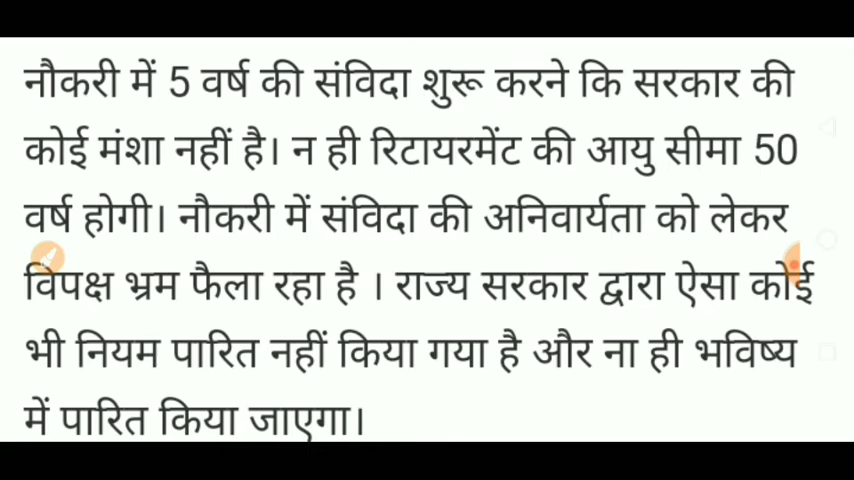 नौकरी में 5 वर्ष की संविदा शुरू करने कि सरकार की
कोई मंशा नहीं है। न ही रिटायरमेंट की आयु सीमा 50
वर्ष होगी। नौकरी में संविदा की अनिवार्यता को लेकर
विपक्ष भ्रम फैला रहा है । राज्य सरकार द्वारा ऐसा कोई
भी नियम पारित नहीं किया गया है और ना ही भविष्य
में पारित किया जाएगा।